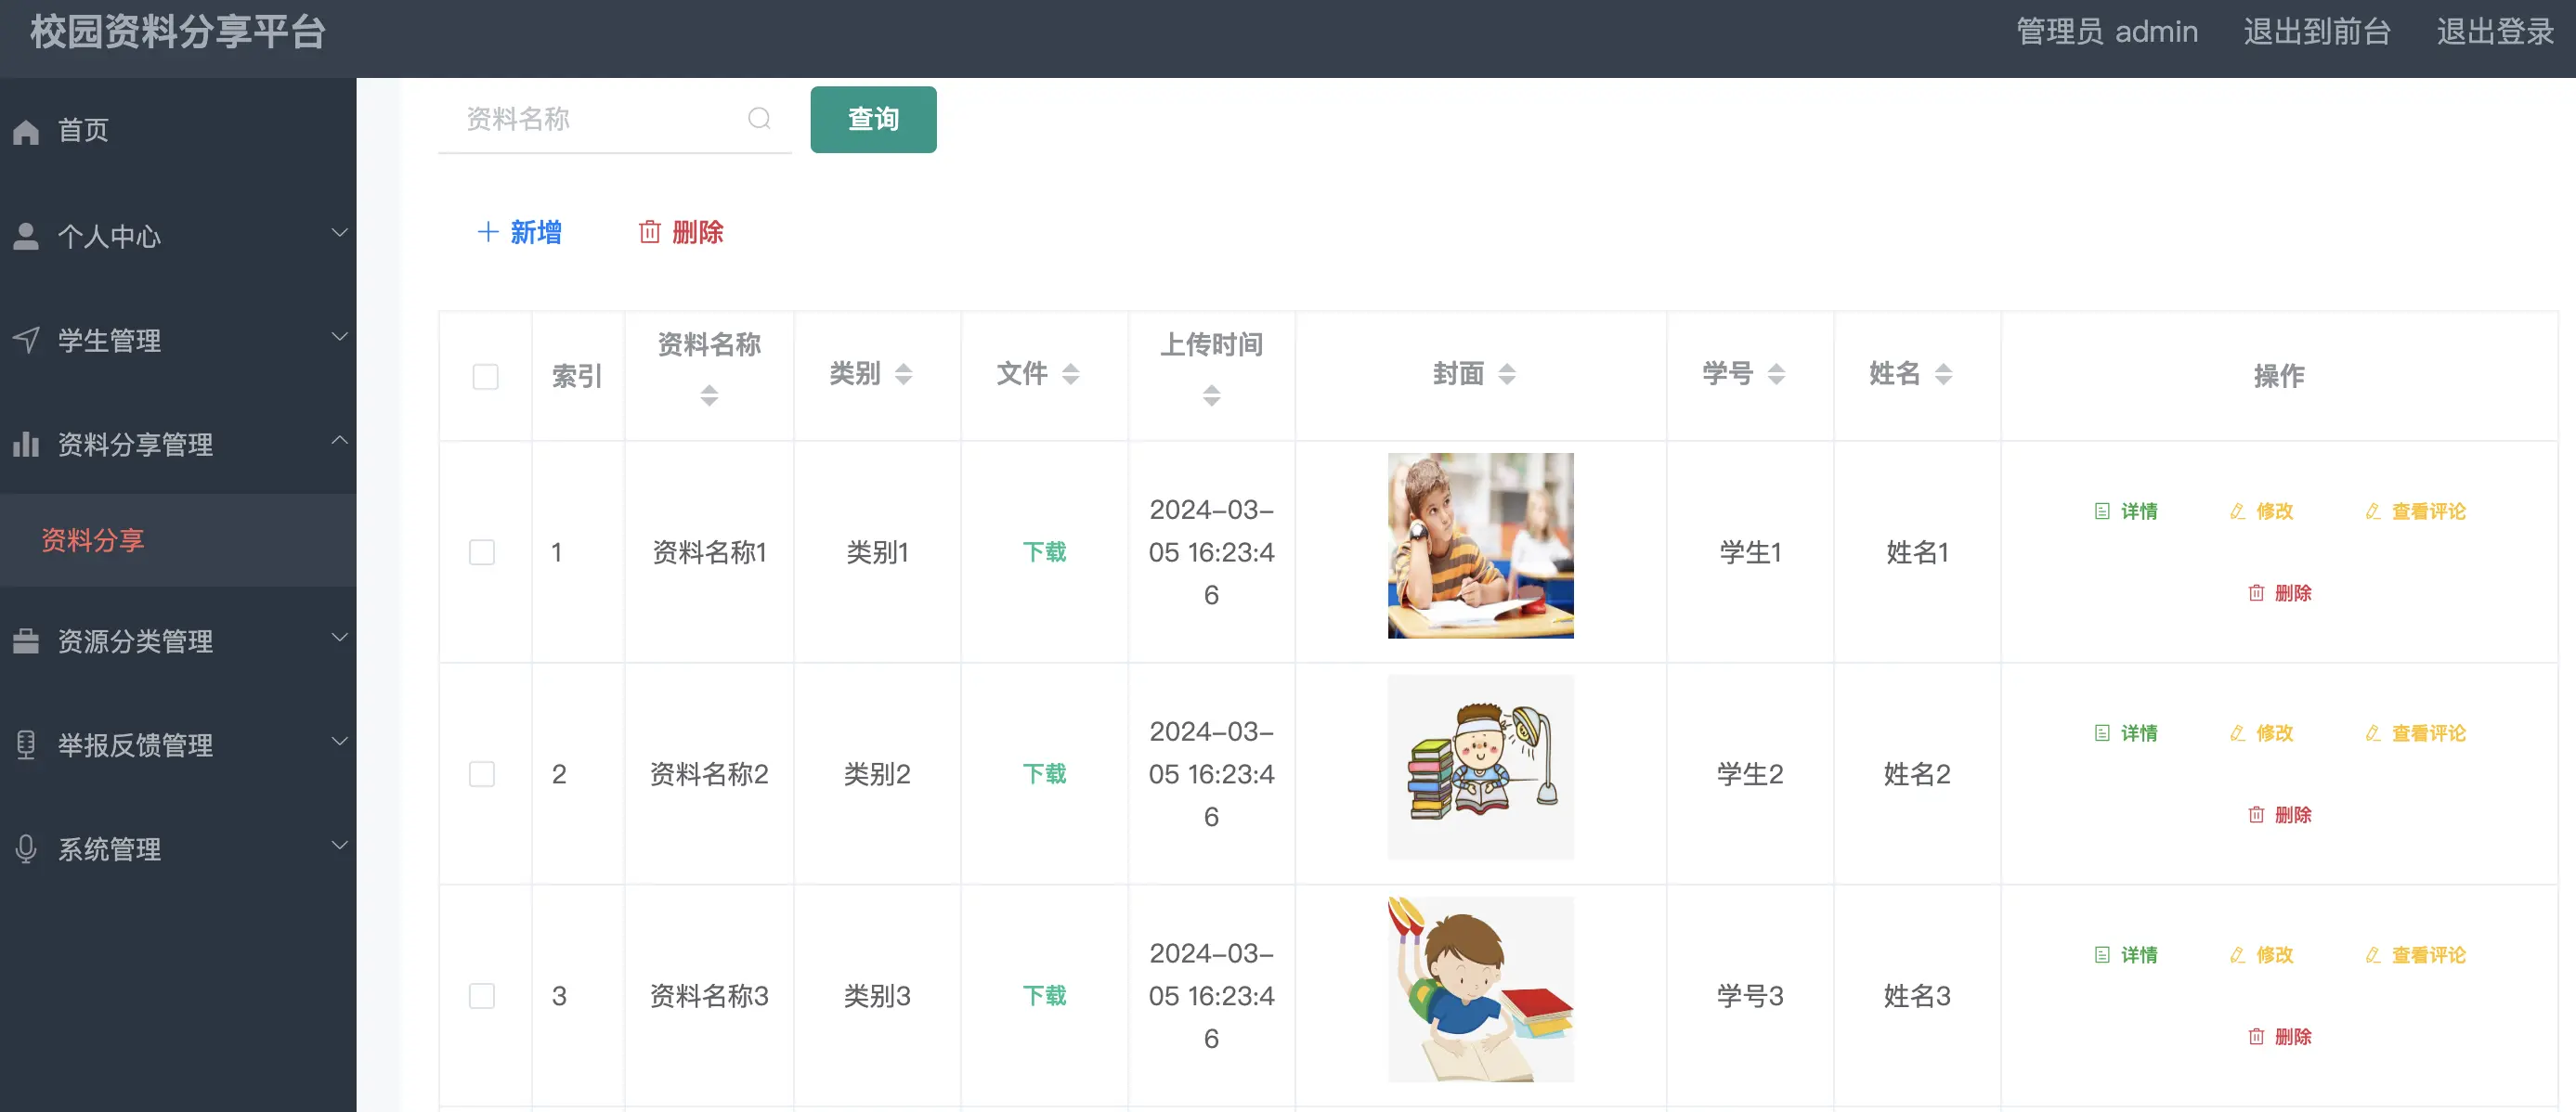 校园资料分享平台
管理员 admin 退出到前台 退出登录
首页
个人中心
学生管理
资料分享管理
资料分享
资源分类管理
举报反馈管理
系统管理
资料名称 查询
新增 删除
索引 资料名称 类别 文件 上传时间 封面 学号 姓名 操作
1 资料名称1 类别1 下载 2024-03-05 16:23:46 学生1 姓名1 详情 修改 查看评论 删除
2 资料名称2 类别2 下载 2024-03-05 16:23:46 学生2 姓名2 详情 修改 查看评论 删除
3 资料名称3 类别3 下载 2024-03-05 16:23:46 学号3 姓名3 详情 修改 查看评论 删除